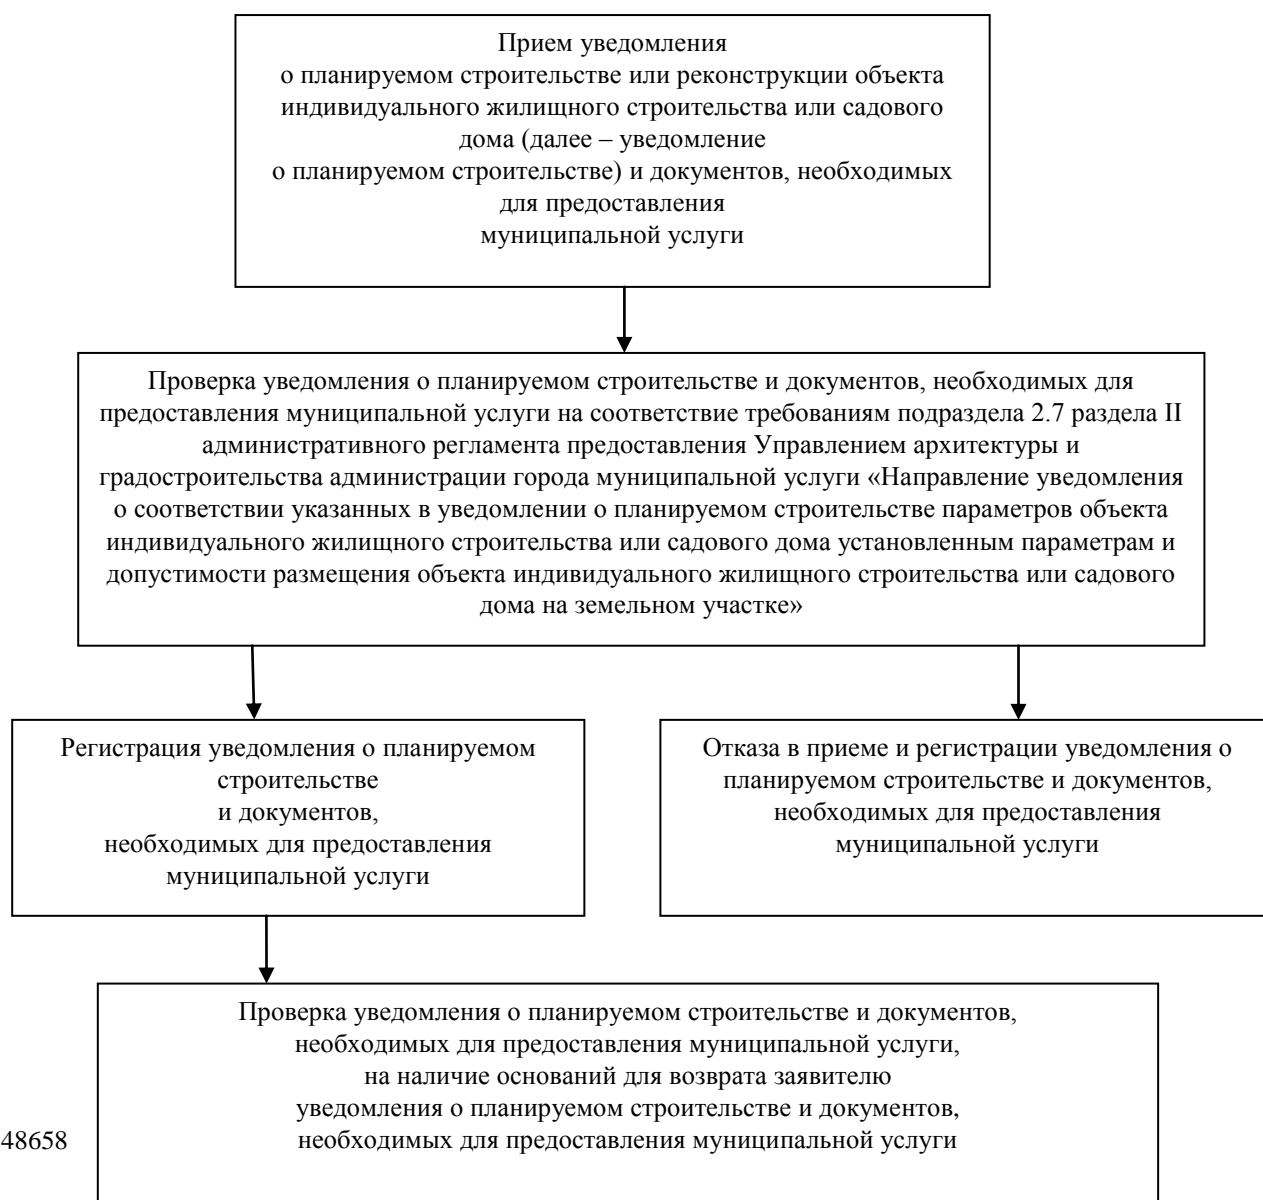 Прием уведомления
о планируемом строительстве или реконструкции объекта
индивидуального жилищного строительства или садового
дома (далее – уведомление
о планируемом строительстве) и документов, необходимых
для предоставления
муниципальной услуги
Проверка уведомления о планируемом строительстве и документов, необходимых для
предоставления муниципальной услуги на соответствие требованиям подраздела 2.7 раздела II
административного регламента предоставления Управлением архитектуры и
градостроительства администрации города муниципальной услуги «Направление уведомления
о соответствии указанных в уведомлении о планируемом строительстве параметров объекта
индивидуального жилищного строительства или садового дома установленным параметрам и
допустимости размещения объекта индивидуального жилищного строительства или садового
дома на земельном участке»
Регистрация уведомления о планируемом
строительстве
и документов,
необходимых для предоставления
муниципальной услуги
Отказа в приеме и регистрации уведомления о
планируемом строительстве и документов,
необходимых для предоставления
муниципальной услуги
Проверка уведомления о планируемом строительстве и документов,
необходимых для предоставления муниципальной услуги,
на наличие оснований для возврата заявителю
уведомления о планируемом строительстве и документов,
необходимых для предоставления муниципальной услуги
48658